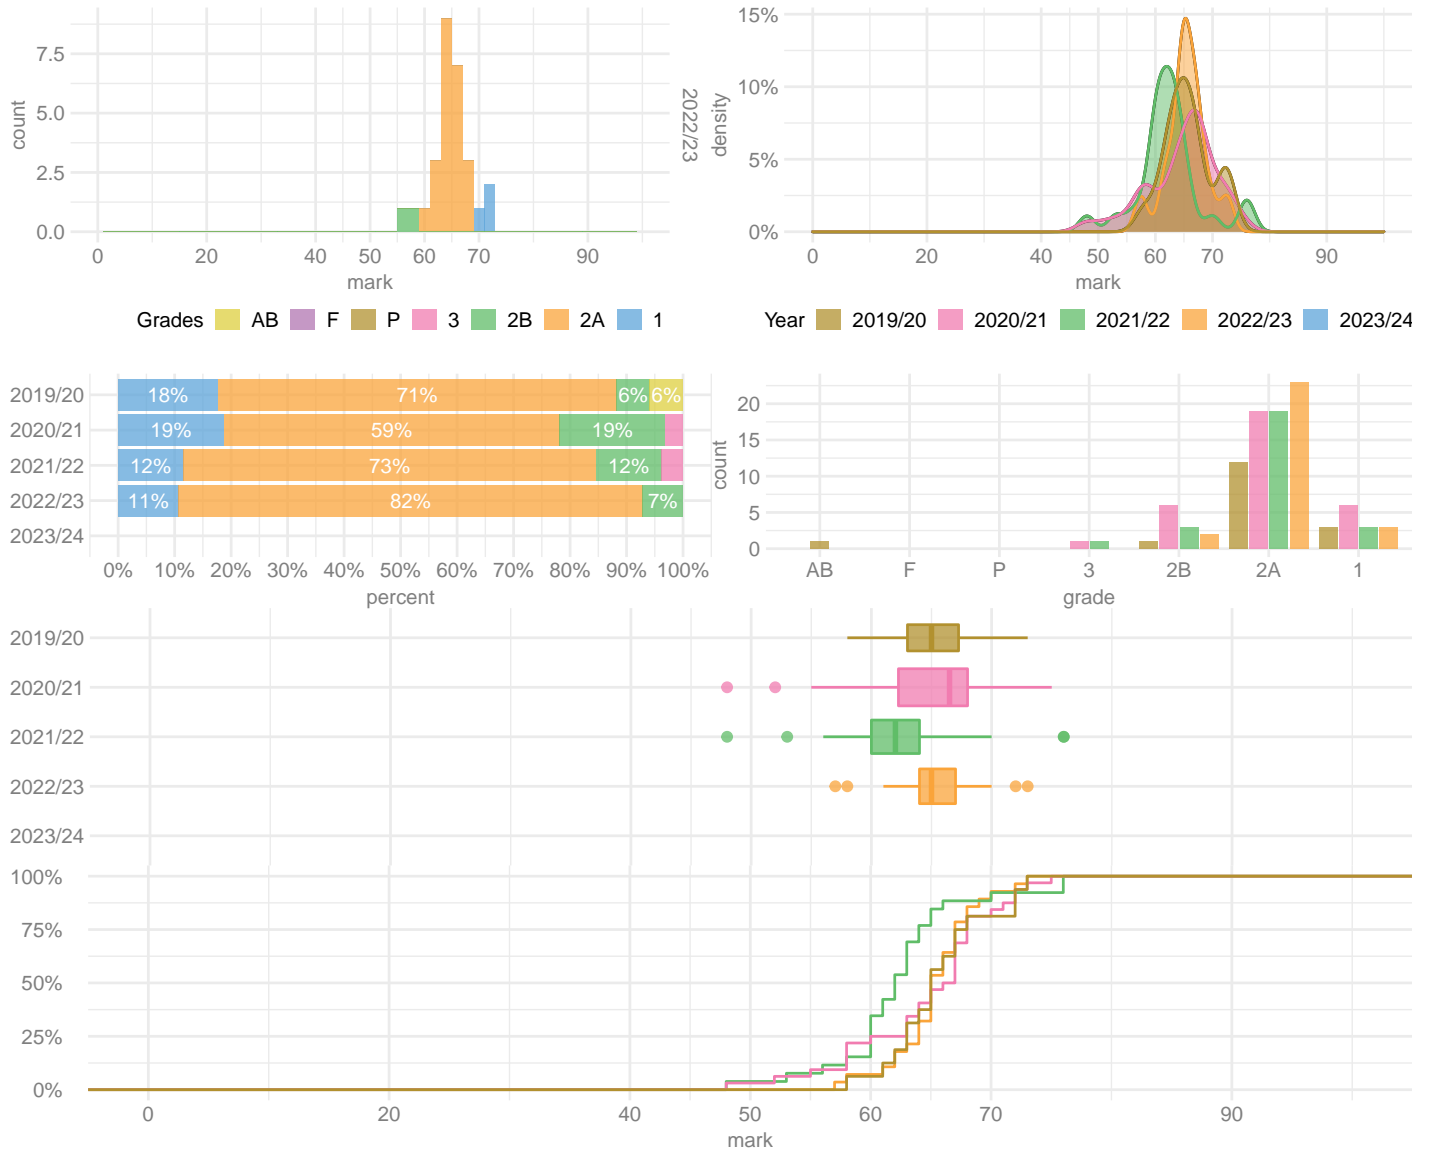 7.5
5.0
2.5
0.0
count
0 20 40 50 60 70 90
mark
2022/23
15%
10%
5%
0%
density
0 20 40 50 60 70 90
mark
Grades AB F P 3 2B 2A 1
Year 2019/20 2020/21 2021/22 2022/23 2023/24
2019/20 18% 71% 6% 6%
2020/21 19% 59% 19%
2021/22 12% 73% 12%
2022/23 11% 82% 7%
2023/24
0% 10% 20% 30% 40% 50% 60% 70% 80% 90% 100%
percent
20
15
10
5
0
count
AB F P 3 2B 2A 1
grade
2019/20
2020/21
2021/22
2022/23
2023/24
100%
75%
50%
25%
0%
0 20 40 50 60 70 90
mark